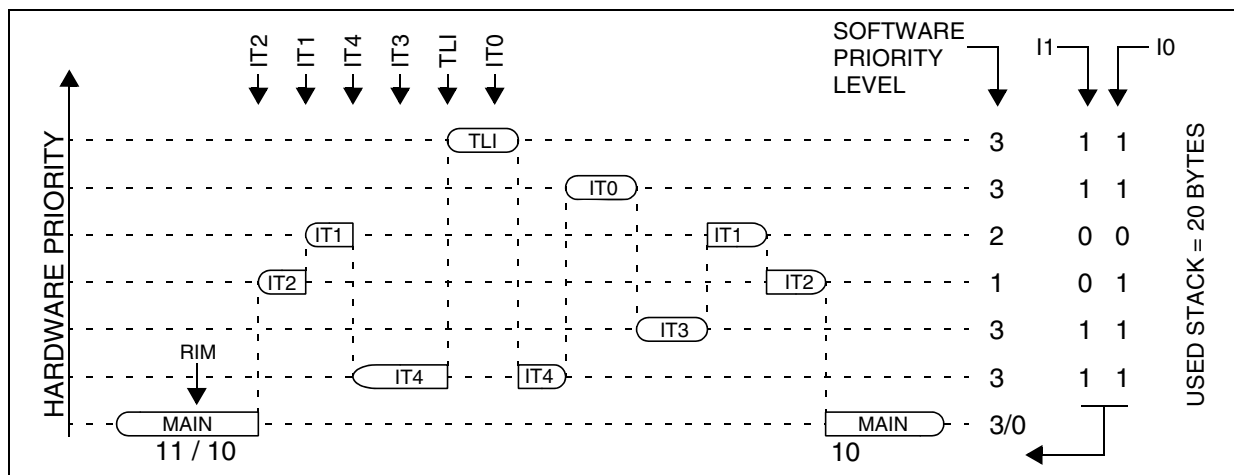 IT2
IT1
IT4
IT3
TLI
IT0
SOFTWARE
PRIORITY
LEVEL
I1
I0
HARDWARE PRIORITY
TLI
3
1 1
IT0
3
1 1
IT1
IT1
2
0 0
IT2
IT2
1
0 1
IT3
3
1 1
RIM
IT4
IT4
3
1 1
MAIN
MAIN
3/0
11 / 10
10
USED STACK = 20 BYTES